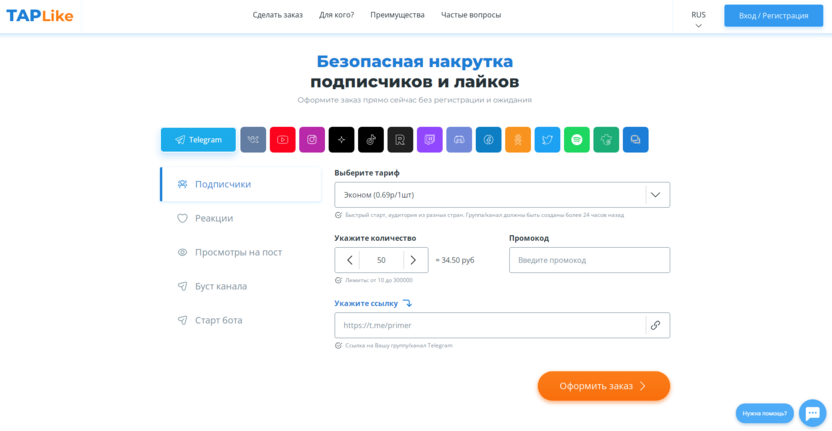 TAPLike
Сделать заказ
Для кого?
Преимущества
Частые вопросы
RUS
Вход / Регистрация
Безопасная накрутка
подписчиков и лайков
Оформите заказ прямо сейчас без регистрации и ожидания
Telegram
Подписчики
Реакции
Просмотры на пост
Буст канала
Старт бота
Выберите тариф
Эконом (0.69р/1шт)
Быстрый старт, аудитория из разных стран. Группа/канал должны быть созданы более 24 часов назад
Укажите количество
50
= 34.50 руб
Лимиты: от 10 до 300000
Промокод
Введите промокод
Укажите ссылку
https://t.me/primer
Ссылка на Вашу группу/канал Telegram
Оформить заказ
Нужна помощь?